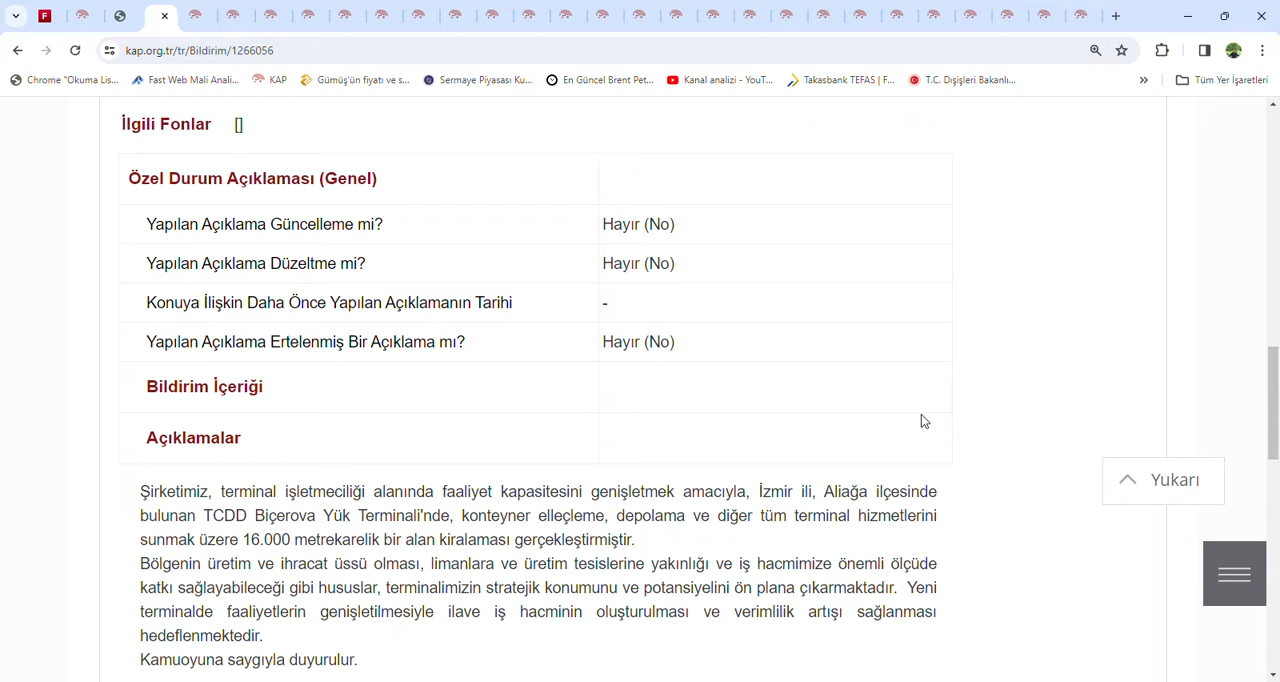 kap.org.tr/tr/Bildirim/1266056
Chrome "Okuma Lis... Fast Web Mali Anali... KAP Gümüş'ün fiyatı ve s... Sermaye Piyasası Ku... En Güncel Brent Pet... Kanal analizi - YouT... Takasbank TEFAS | F... T.C. Dışişleri Bakanlı... » Tüm Yer İşaretleri
İlgili Fonlar []
Özel Durum Açıklaması (Genel)
Yapılan Açıklama Güncelleme mi? Hayır (No)
Yapılan Açıklama Düzeltme mi? Hayır (No)
Konuya İlişkin Daha Önce Yapılan Açıklamanın Tarihi -
Yapılan Açıklama Ertelenmiş Bir Açıklama mı? Hayır (No)
Bildirim İçeriği
Açıklamalar
Yukarı
Şirketimiz, terminal işletmeciliği alanında faaliyet kapasitesini genişletmek amacıyla, İzmir ili, Aliağa ilçesinde
bulunan TCDD Biçerova Yük Terminali'nde, konteyner elleçleme, depolama ve diğer tüm terminal hizmetlerini
sunmak üzere 16.000 metrekarelik bir alan kiralaması gerçekleştirmiştir.
Bölgenin üretim ve ihracat üssü olması, limanlara ve üretim tesislerine yakınlığı ve iş hacmimize önemli ölçüde
katkı sağlayabileceği gibi hususlar, terminalimizin stratejik konumunu ve potansiyelini ön plana çıkarmaktadır. Yeni
terminalde faaliyetlerin genişletilmesiyle ilave iş hacminin oluşturulması ve verimlilik artışı sağlanması
hedeflenmektedir.
Kamuoyuna saygıyla duyurulur.